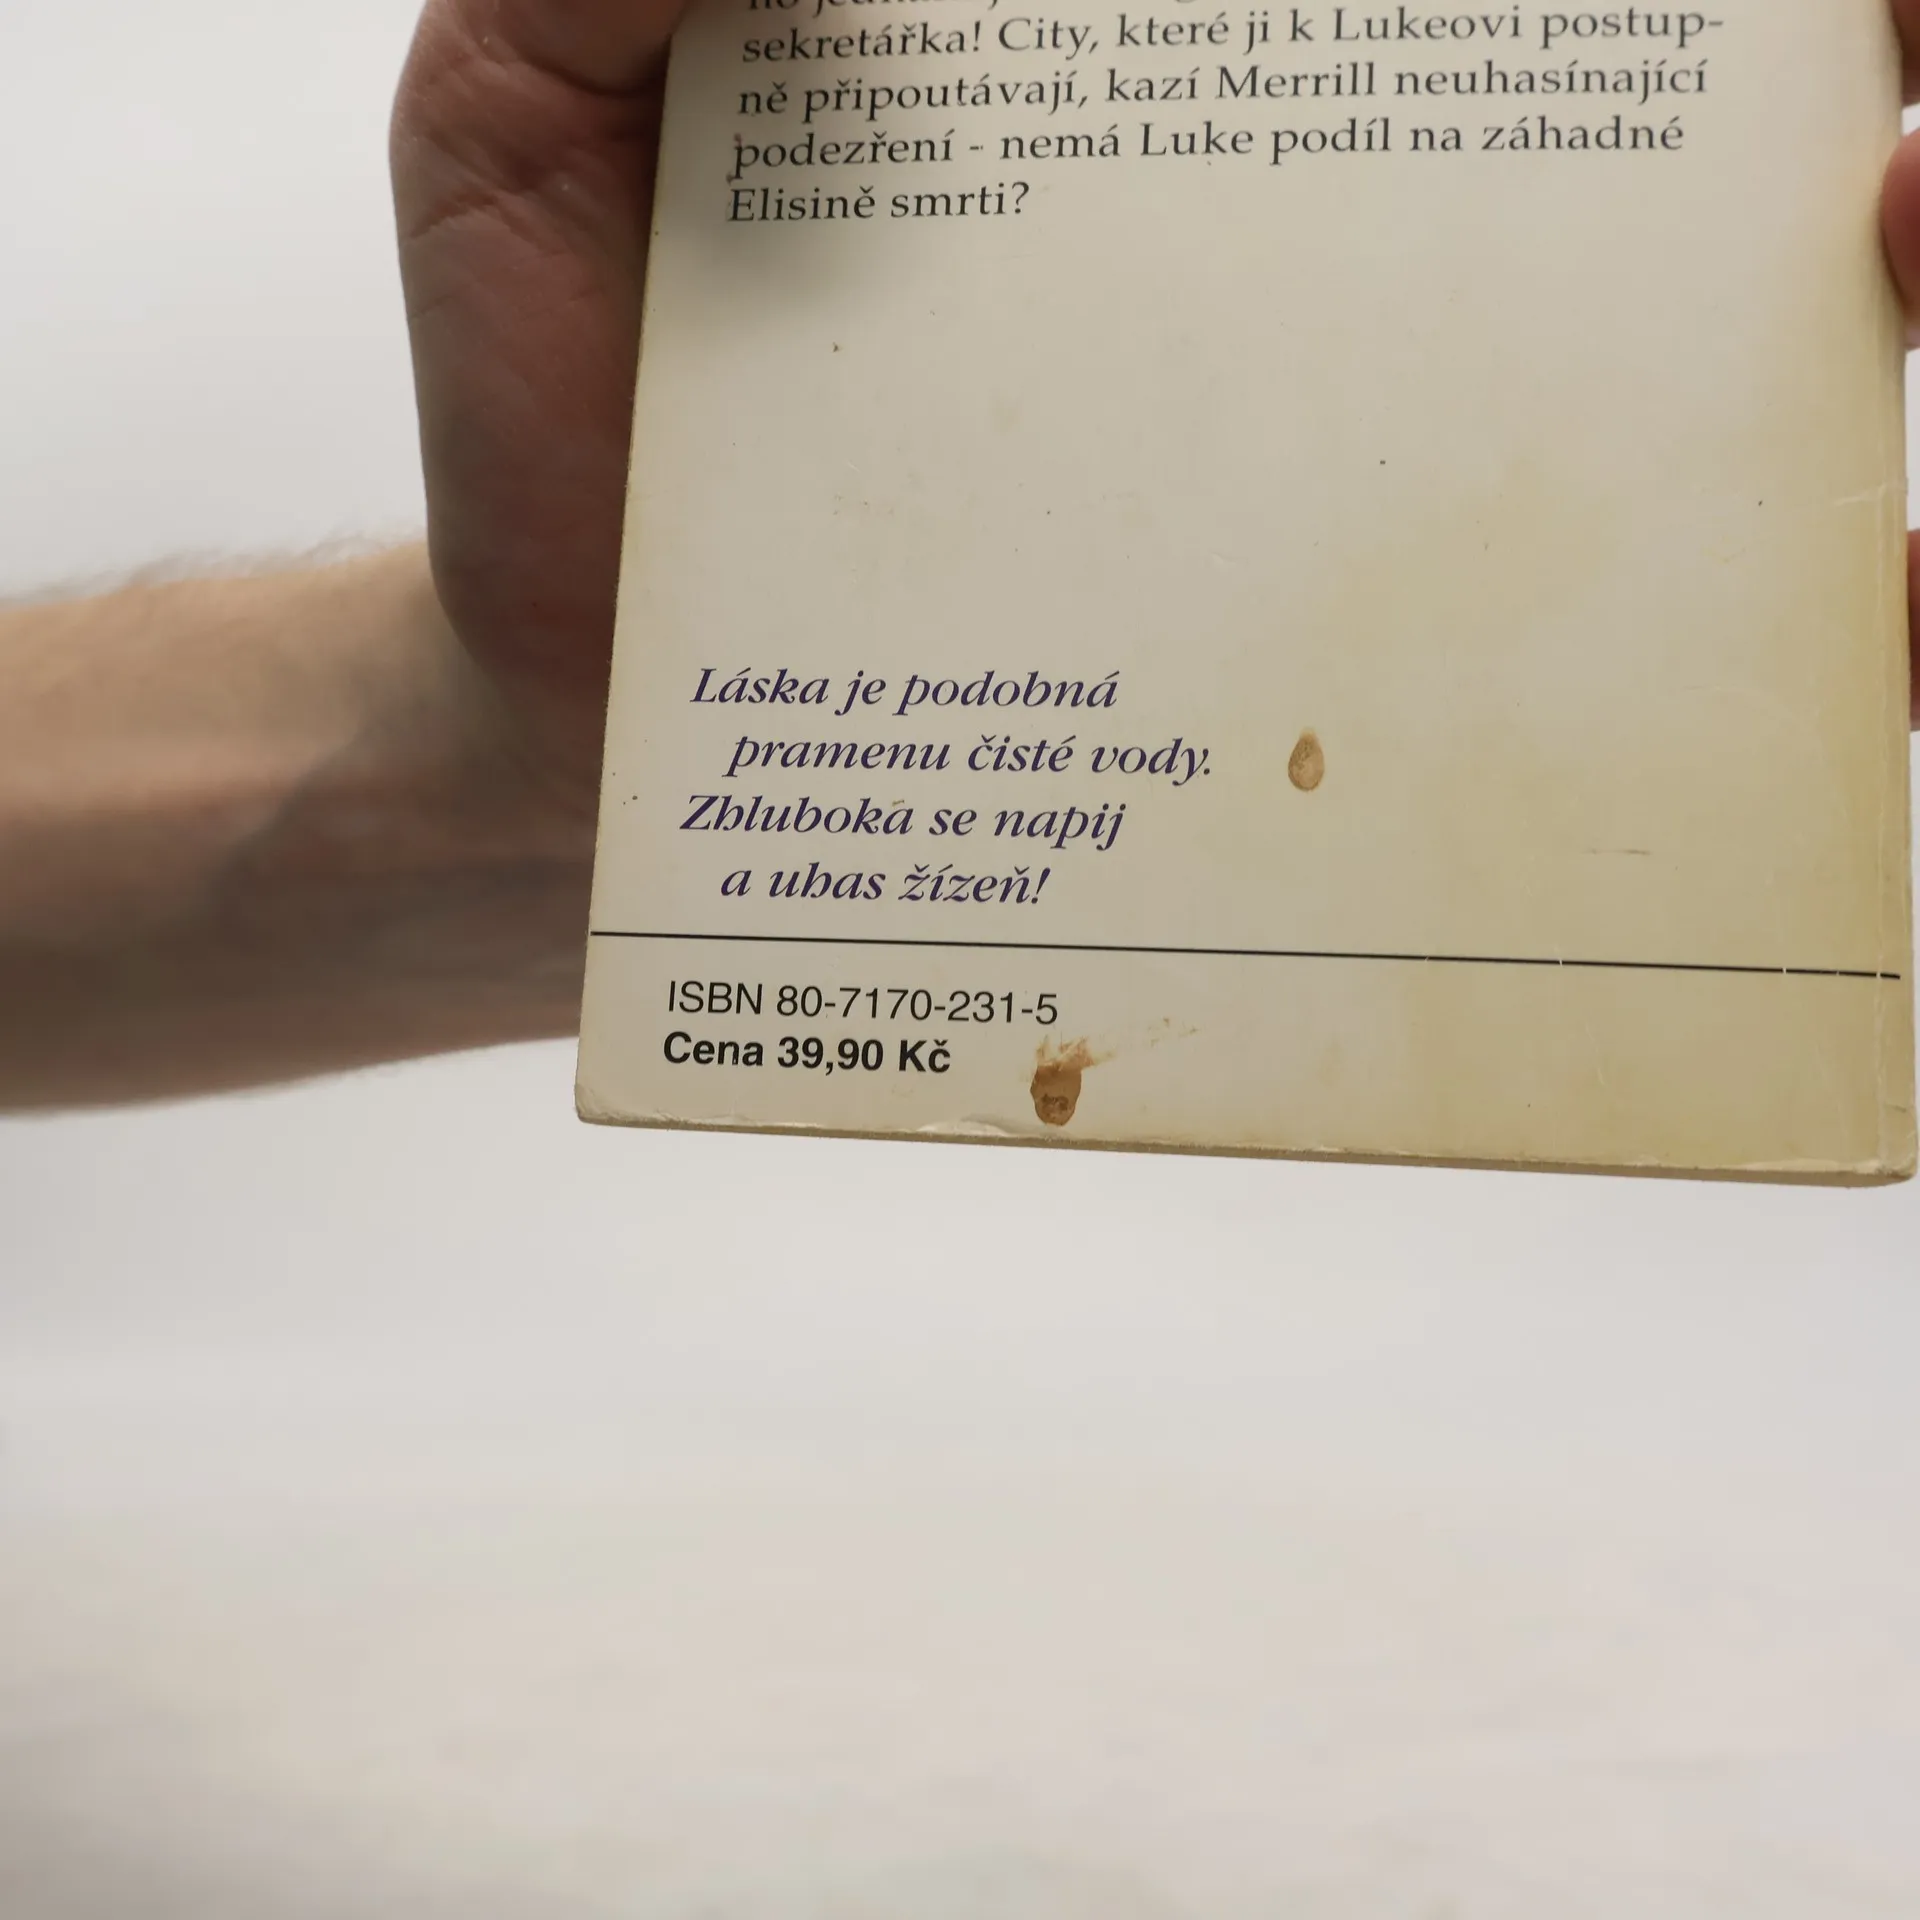 sekretářka! City, které ji k Lukeovi postup-
ně připoutávají, kazí Merrill neuhasínající
podezření - nemá Luke podíl na záhadné
Elisině smrti?
Láska je podobná
pramenu čisté vody.
Zhluboka se napij
a uhas žízeň!
ISBN 80-7170-231-5
Cena 39,90 Kč